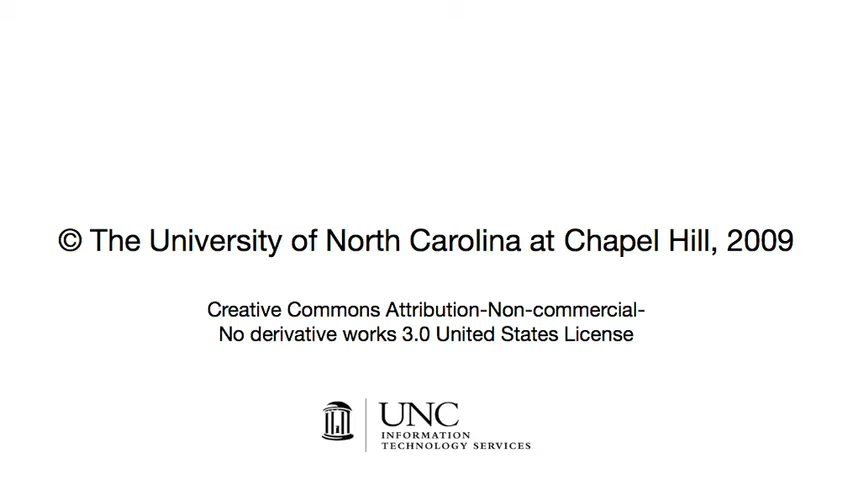 © The University of North Carolina at Chapel Hill, 2009
Creative Commons Attribution-Non-commercial-
No derivative works 3.0 United States License
UNC
INFORMATION
TECHNOLOGY SERVICES